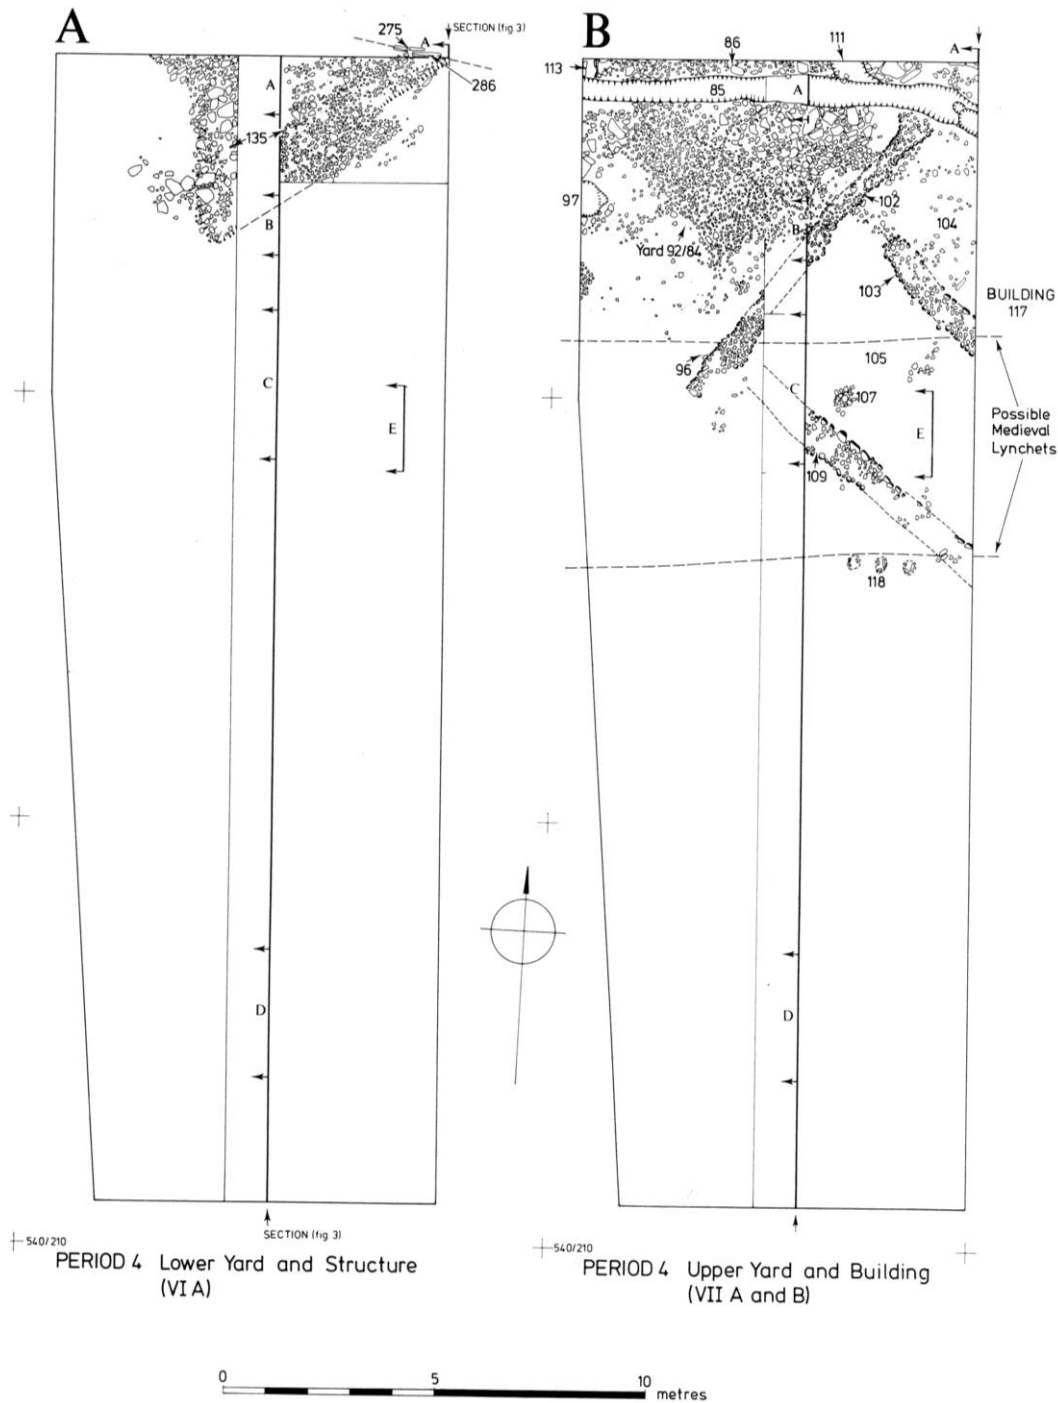 A
275
A
SECTION (fig 3)
286
A
135
B
C
E
D
SECTION (fig 3)
540/210
PERIOD 4 Lower Yard and Structure
(VI A)
B
86
111
A
113
85
A
97
102
B
104
Yard 92/84
103
BUILDING
117
105
96
C
107
E
Possible
Medieval
Lynchets
109
118
D
540/210
PERIOD 4 Upper Yard and Building
(VII A and B)
0
5
10
metres